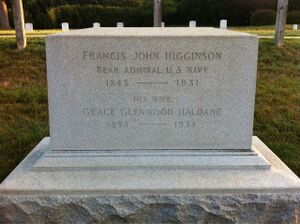 FRANCIS JOHN HIGGINSON
REAR ADMIRAL, U.S. NAVY
1843 —— 1931
HIS WIFE
GRACE GLENWOOD HALDANE